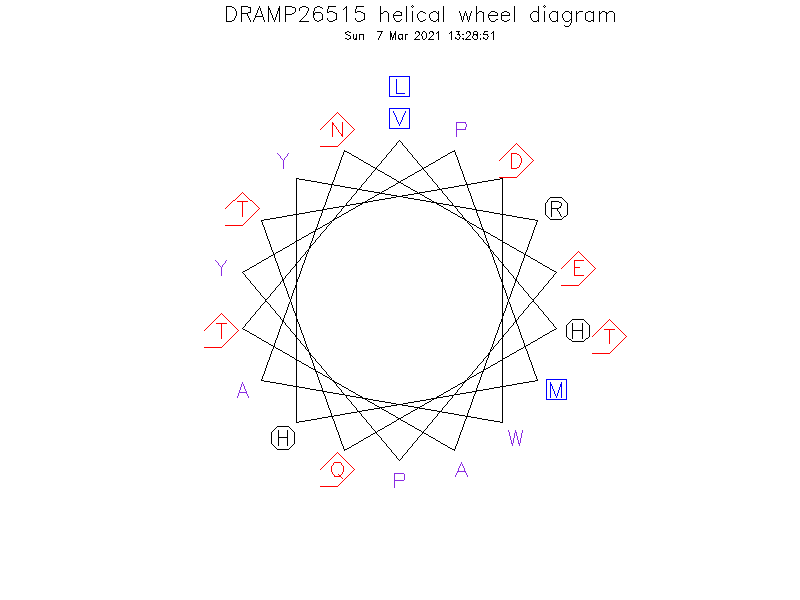 DRAMP26515 helical wheel diagram
Sun 7 Mar 2021 13:28:51
L
V
N
P
Y
D
T
R
Y
E
T
H
T
A
M
H
W
Q
A
P